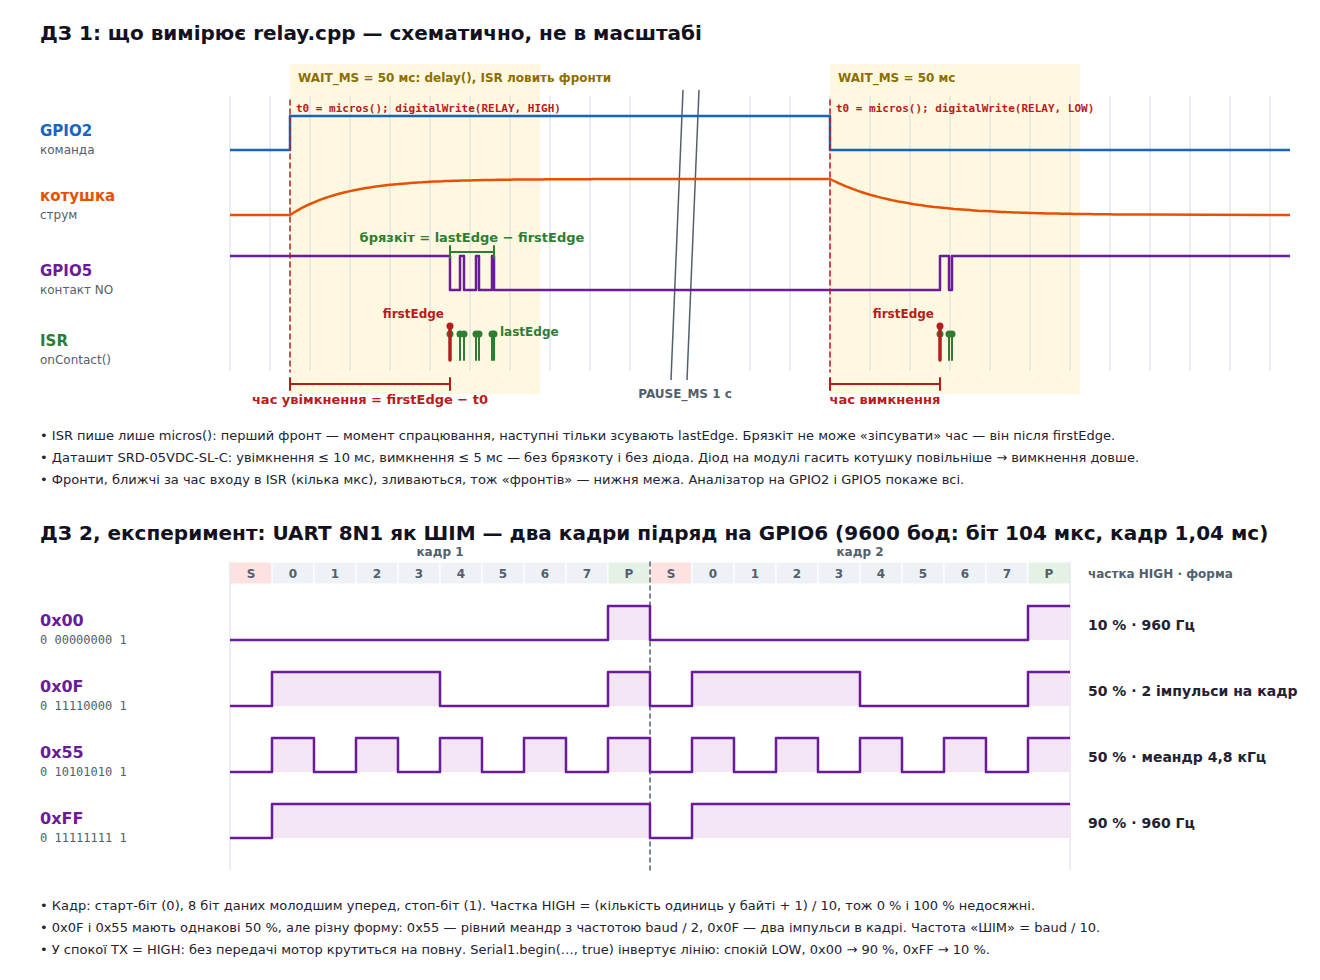 ДЗ 1: що вимірює relay.cpp — схематично, не в масштабі
WAIT_MS = 50 мс: delay(), ISR ловить фронти
WAIT_MS = 50 мс
t0 = micros(); digitalWrite(RELAY, HIGH)
t0 = micros(); digitalWrite(RELAY, LOW)
GPIO2
команда
котушка
струм
брязкіт = lastEdge − firstEdge
GPIO5
контакт NO
firstEdge
firstEdge
lastEdge
ISR
onContact()
PAUSE_MS 1 с
час увімкнення = firstEdge − t0
час вимкнення
• ISR пише лише micros(): перший фронт — момент спрацювання, наступні тільки зсувають lastEdge. Брязкіт не може «зіпсувати» час — він після firstEdge.
• Даташит SRD-05VDC-SL-C: увімкнення ≤ 10 мс, вимкнення ≤ 5 мс — без брязкоту і без діода. Діод на модулі гасить котушку повільніше → вимкнення довше.
• Фронти, ближчі за час входу в ISR (кілька мкс), зливаються, тож «фронтів» — нижня межа. Аналізатор на GPIO2 і GPIO5 покаже всі.
ДЗ 2, експеримент: UART 8N1 як ШІМ — два кадри підряд на GPIO6 (9600 бод: біт 104 мкс, кадр 1,04 мс)
кадр 1 кадр 2
S 0 1 2 3 4 5 6 7 P S 0 1 2 3 4 5 6 7 P частка HIGH · форма
0x00
0 00000000 1
10 % · 960 Гц
0x0F
0 11110000 1
50 % · 2 імпульси на кадр
0x55
0 10101010 1
50 % · меандр 4,8 кГц
0xFF
0 11111111 1
90 % · 960 Гц
• Кадр: старт-біт (0), 8 біт даних молодшим уперед, стоп-біт (1). Частка HIGH = (кількість одиниць у байті + 1) / 10, тож 0 % і 100 % недосяжні.
• 0x0F і 0x55 мають однакові 50 %, але різну форму: 0x55 — рівний меандр з частотою baud / 2, 0x0F — два імпульси в кадрі. Частота «ШІМ» = baud / 10.
• У спокої TX = HIGH: без передачі мотор крутиться на повну. Serial1.begin(…, true) інвертує лінію: спокій LOW, 0x00 → 90 %, 0xFF → 10 %.